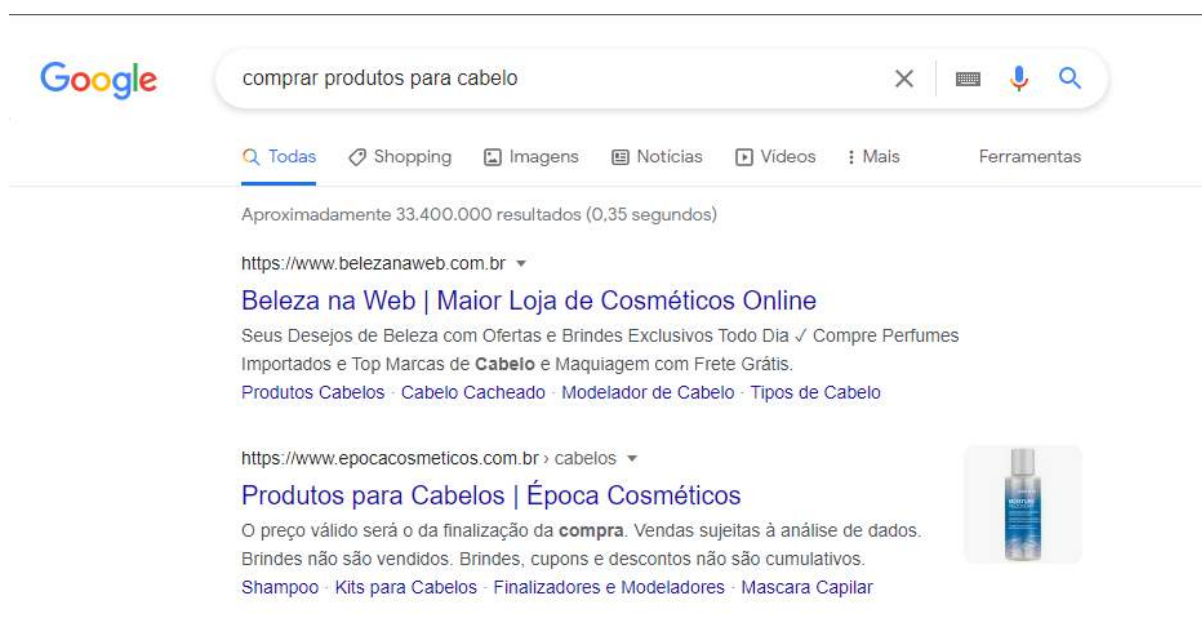 Google
comprar produtos para cabelo
Todas Shopping Imagens Notícias Vídeos Mais Ferramentas
Aproximadamente 33.400.000 resultados (0,35 segundos)
https://www.belezanaweb.com.br
Beleza na Web | Maior Loja de Cosméticos Online
Seus Desejos de Beleza com Ofertas e Brindes Exclusivos Todo Dia ✓ Compre Perfumes
Importados e Top Marcas de Cabelo e Maquiagem com Frete Grátis.
Produtos Cabelos · Cabelo Cacheado · Modelador de Cabelo · Tipos de Cabelo
https://www.epocacosmeticos.com.br › cabelos
Produtos para Cabelos | Época Cosméticos
O preço válido será o da finalização da compra. Vendas sujeitas à análise de dados.
Brindes não são vendidos. Brindes, cupons e descontos não são cumulativos.
Shampoo · Kits para Cabelos · Finalizadores e Modeladores · Mascara Capilar